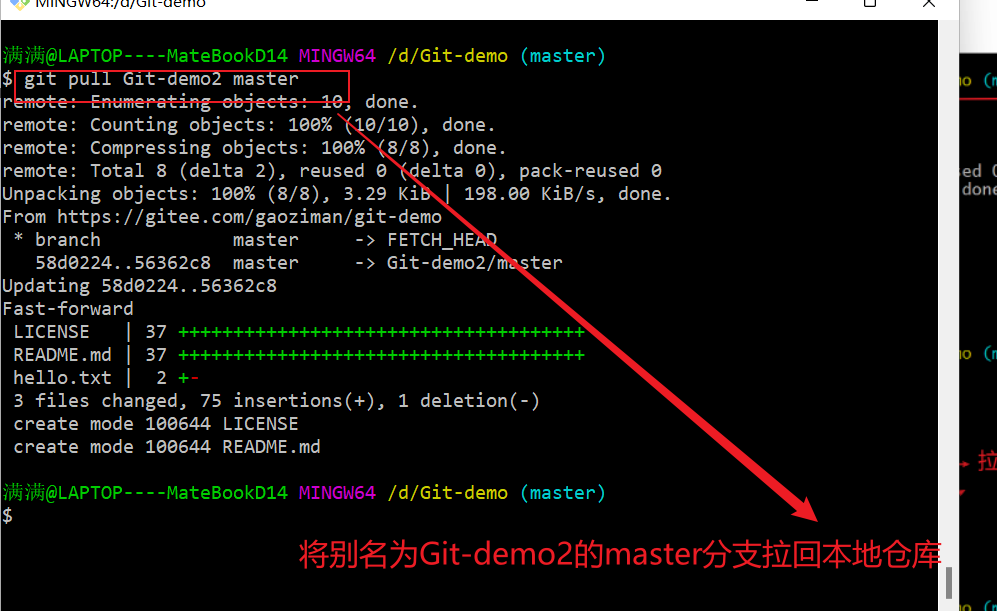 MINGW64:/d/Git-demo
满满@LAPTOP----MateBookD14 MINGW64 /d/Git-demo (master)
$ git pull Git-demo2 master
remote: Enumerating objects: 10, done.
remote: Counting objects: 100% (10/10), done.
remote: Compressing objects: 100% (8/8), done.
remote: Total 8 (delta 2), reused 0 (delta 0), pack-reused 0
Unpacking objects: 100% (8/8), 3.29 KiB | 198.00 KiB/s, done.
From https://gitee.com/gaoziman/git-demo
 * branch            master     -> FETCH_HEAD
   58d0224..56362c8  master     -> Git-demo2/master
Updating 58d0224..56362c8
Fast-forward
 LICENSE   | 37 +++++++++++++++++++++++++++++++++++++
 README.md | 37 +++++++++++++++++++++++++++++++++++++
 hello.txt |  2 +-
 3 files changed, 75 insertions(+), 1 deletion(-)
 create mode 100644 LICENSE
 create mode 100644 README.md
满满@LAPTOP----MateBookD14 MINGW64 /d/Git-demo (master)
$
将别名为Git-demo2的master分支拉回本地仓库
拉